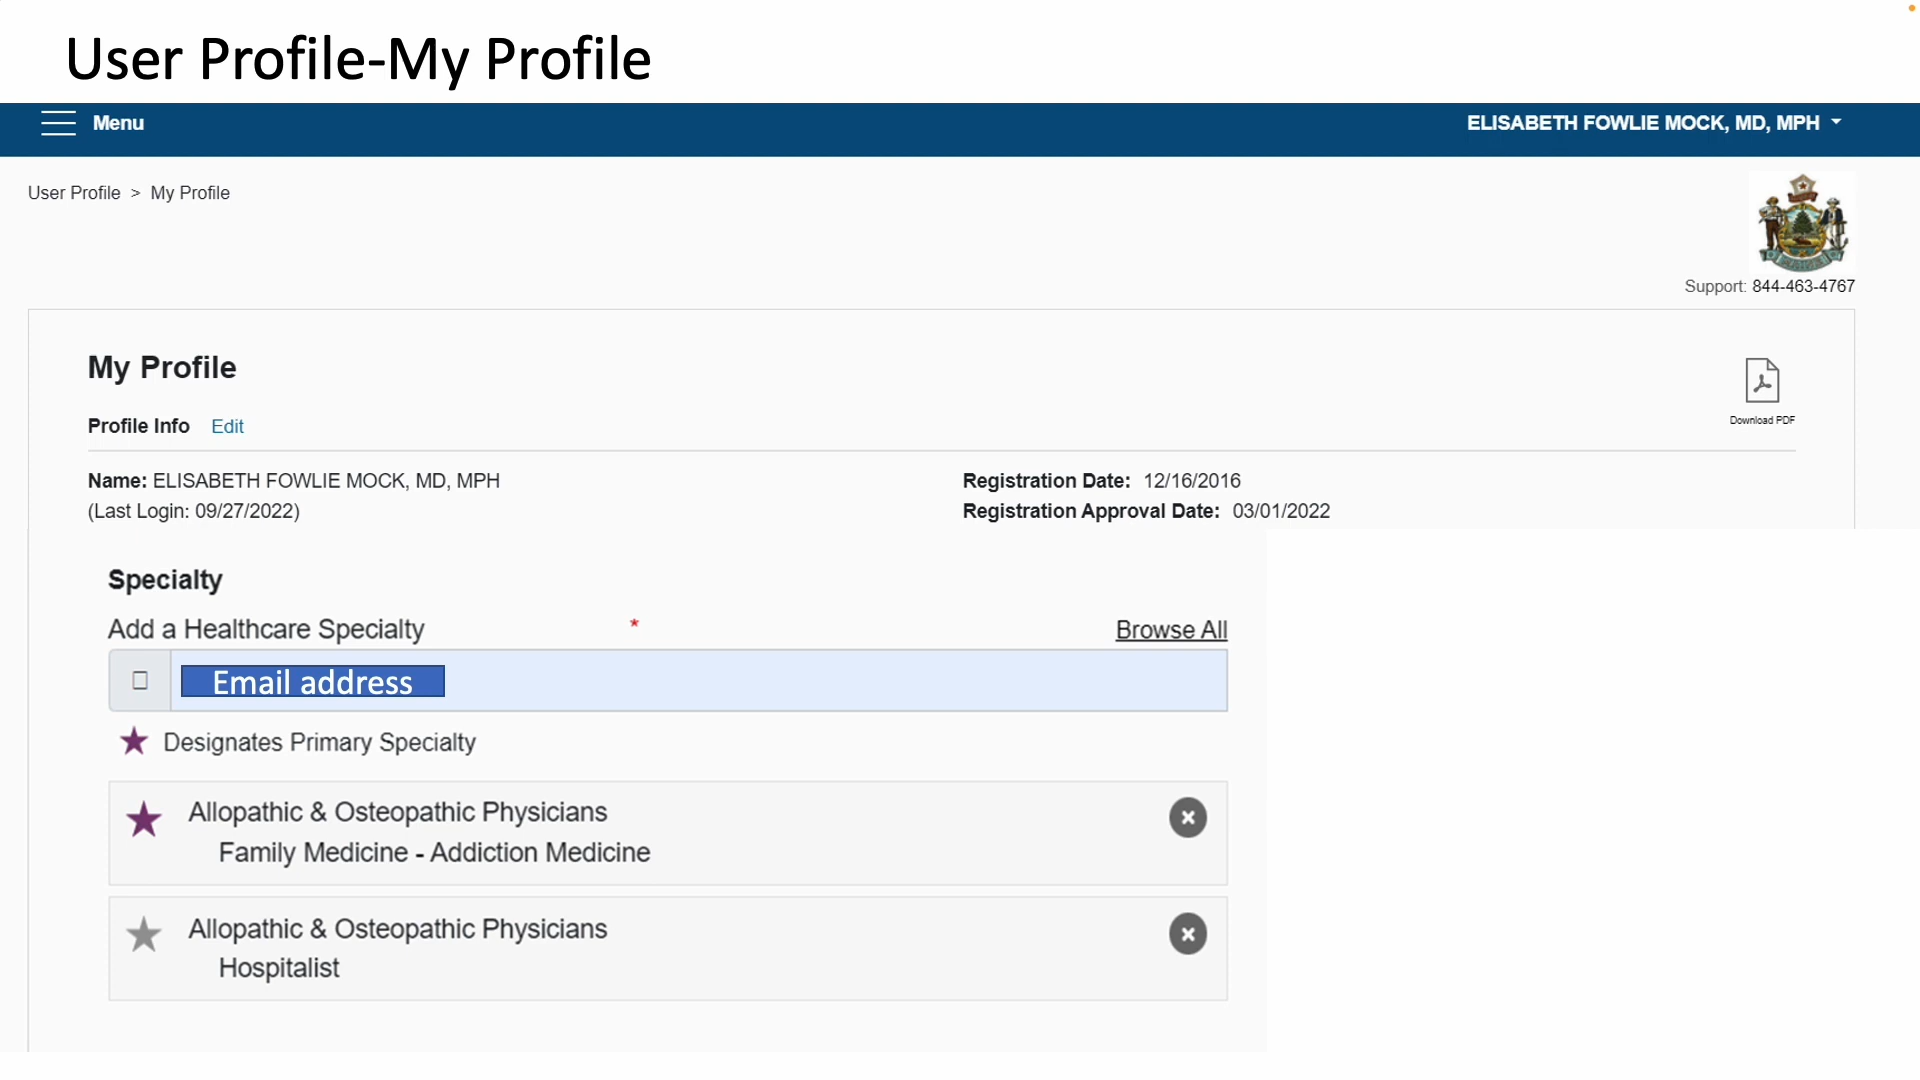 User Profile-My Profile
Menu
ELISABETH FOWLIE MOCK, MD, MPH
User Profile > My Profile
Support: 844-463-4767
My Profile
Download PDF
Profile Info Edit
Name: ELISABETH FOWLIE MOCK, MD, MPH
Registration Date: 12/16/2016
(Last Login: 09/27/2022)
Registration Approval Date: 03/01/2022
Specialty
Add a Healthcare Specialty *
Browse All
Email address
Designates Primary Specialty
Allopathic & Osteopathic Physicians
Family Medicine - Addiction Medicine
Allopathic & Osteopathic Physicians
Hospitalist